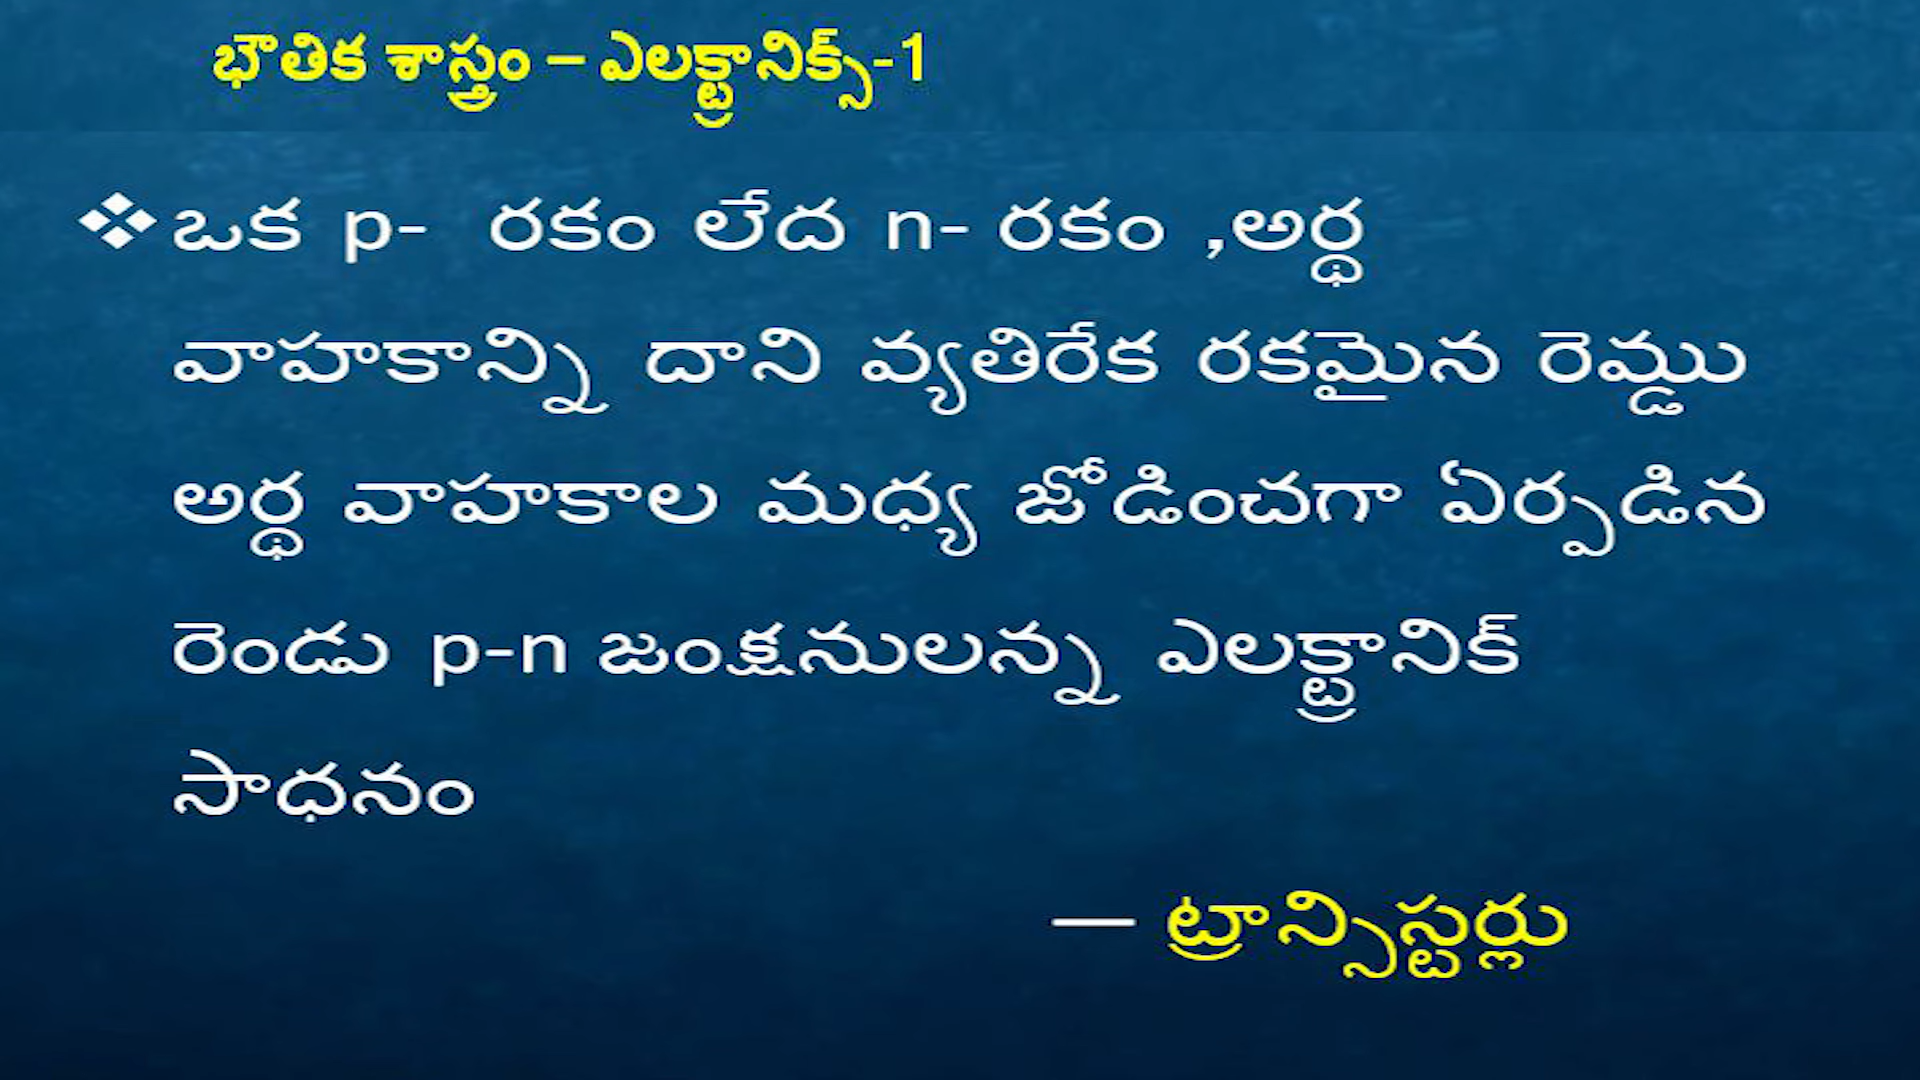 భౌతిక శాస్త్రం – ఎలక్ట్రానిక్స్-1
❖ఒక p- రకం లేద n- రకం ,అర్థ
వాహకాన్ని దాని వ్యతిరేక రకమైన రెమ్డు
అర్థ వాహకాల మధ్య జోడించగా ఏర్పడిన
రెండు p-n జంక్షనులన్న ఎలక్ట్రానిక్
సాధనం
— ట్రాన్సిస్టర్లు